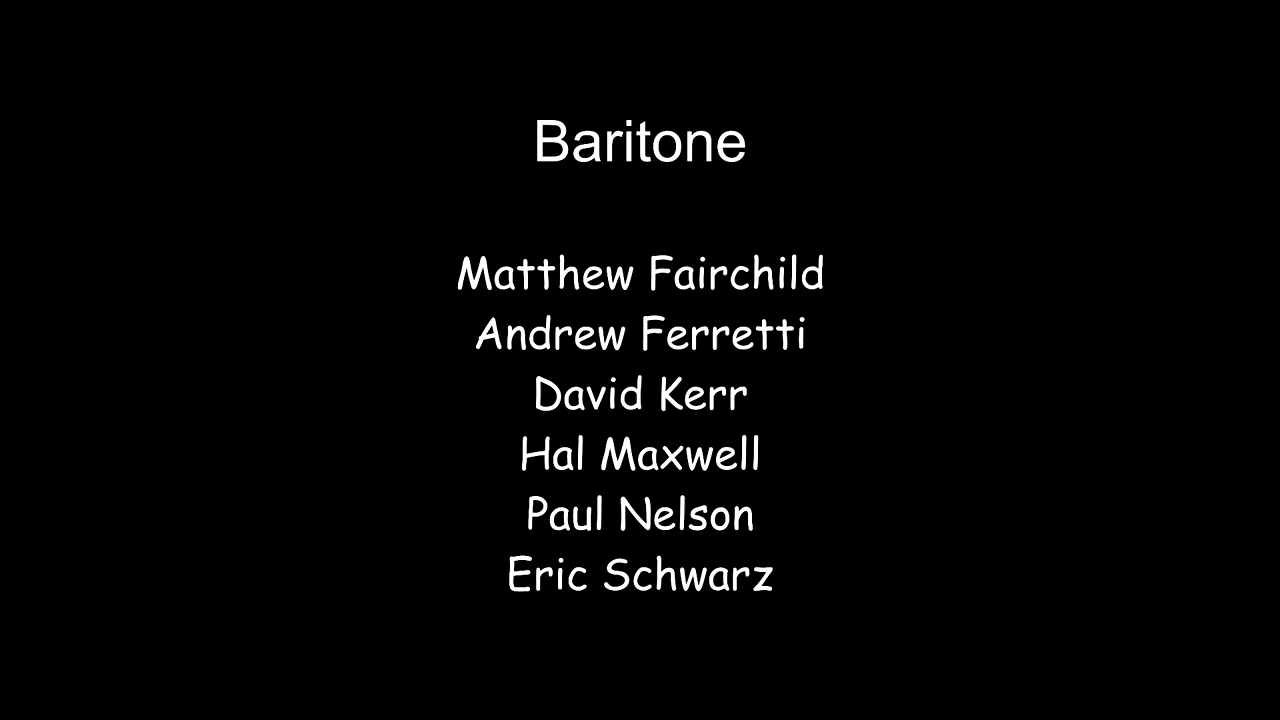 Baritone
Matthew Fairchild
Andrew Ferretti
David Kerr
Hal Maxwell
Paul Nelson
Eric Schwarz